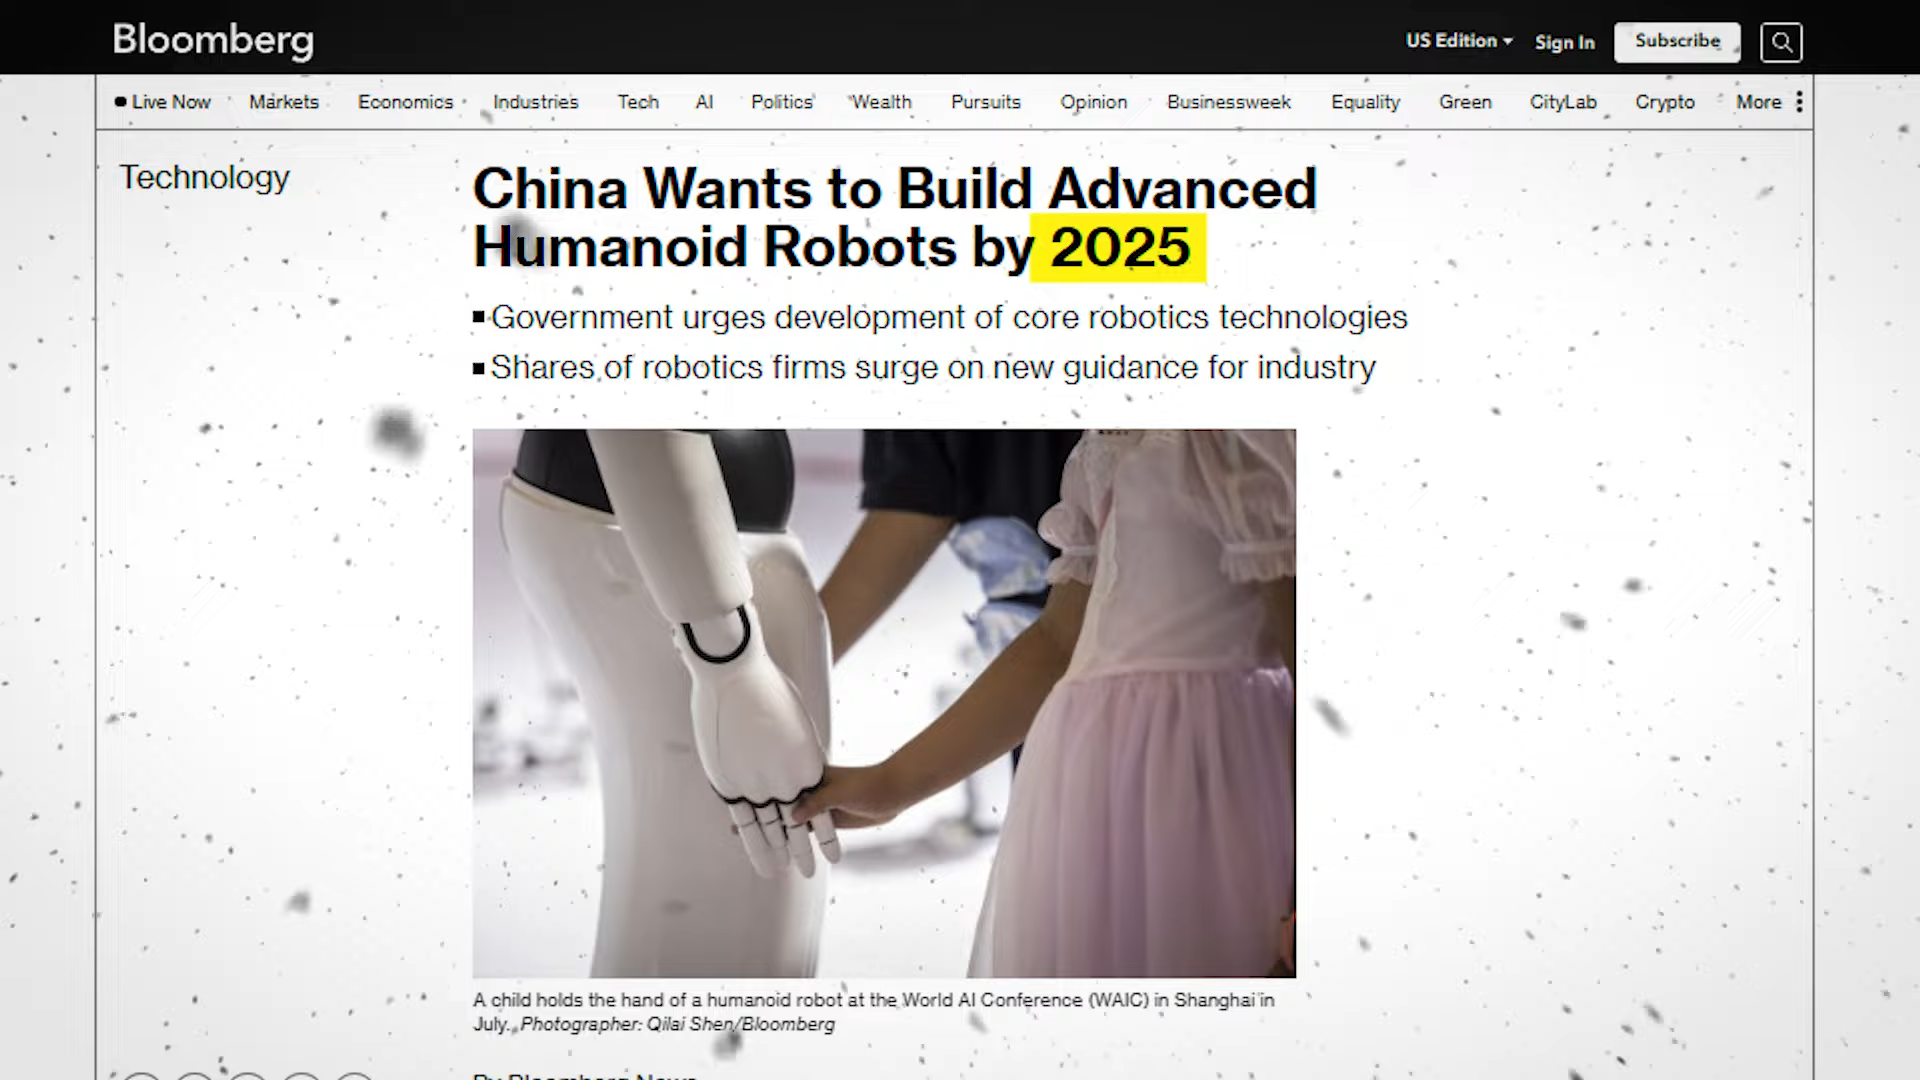 Bloomberg
US Edition
Sign In
Subscribe
Live Now Markets Economics Industries Tech AI Politics Wealth Pursuits Opinion Businessweek Equality Green CityLab Crypto More
Technology
China Wants to Build Advanced
Humanoid Robots by 2025
Government urges development of core robotics technologies
Shares of robotics firms surge on new guidance for industry
A child holds the hand of a humanoid robot at the World AI Conference (WAIC) in Shanghai in
July. Photographer: Qilai Shen/Bloomberg
By Bloomberg News